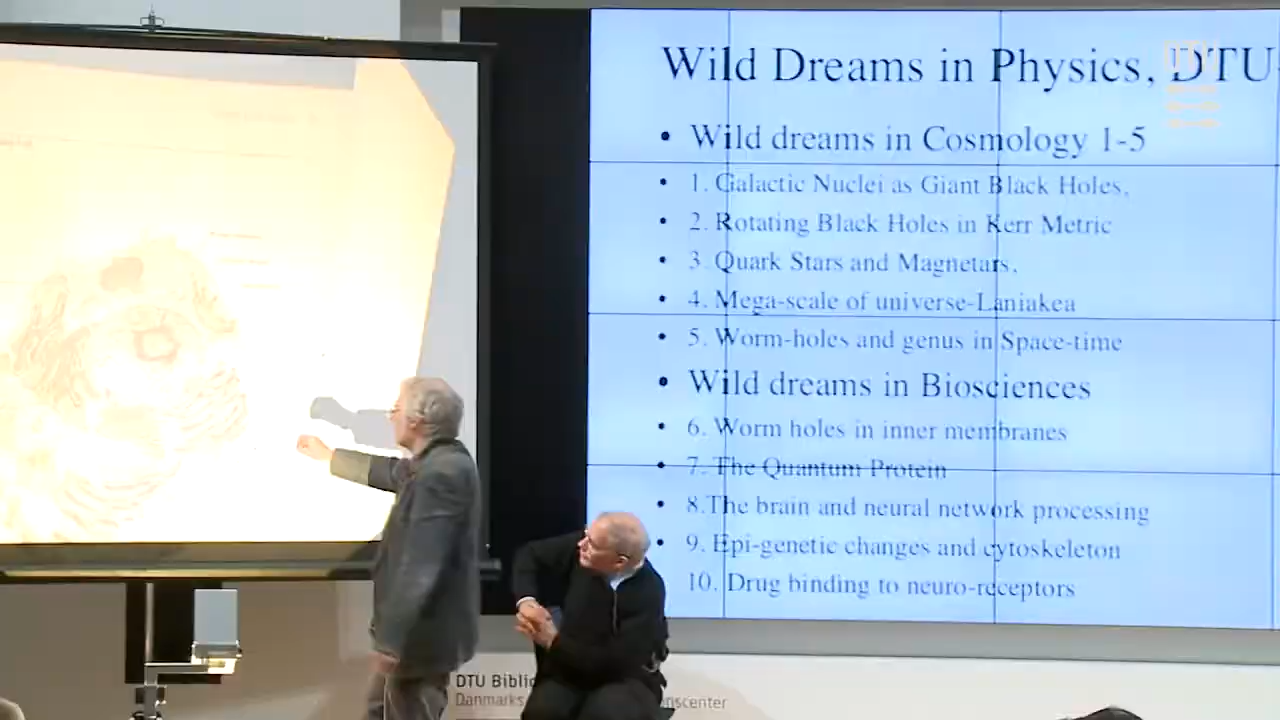 Wild Dreams in Physics, DTU-
• Wild dreams in Cosmology 1-5
• 1. Galactic Nuclei as Giant Black Holes,
• 2. Rotating Black Holes in Kerr Metric
• 3. Quark Stars and Magnetars,
• 4. Mega-scale of universe-Laniakea
• 5. Worm-holes and genus in Space-time
• Wild dreams in Biosciences
• 6. Worm holes in inner membranes
• 7. The Quantum Protein
• 8.The brain and neural network processing
• 9. Epi-genetic changes and cytoskeleton
10. Drug binding to neuro-receptors
DTU Biblio
Danmarks nscenter